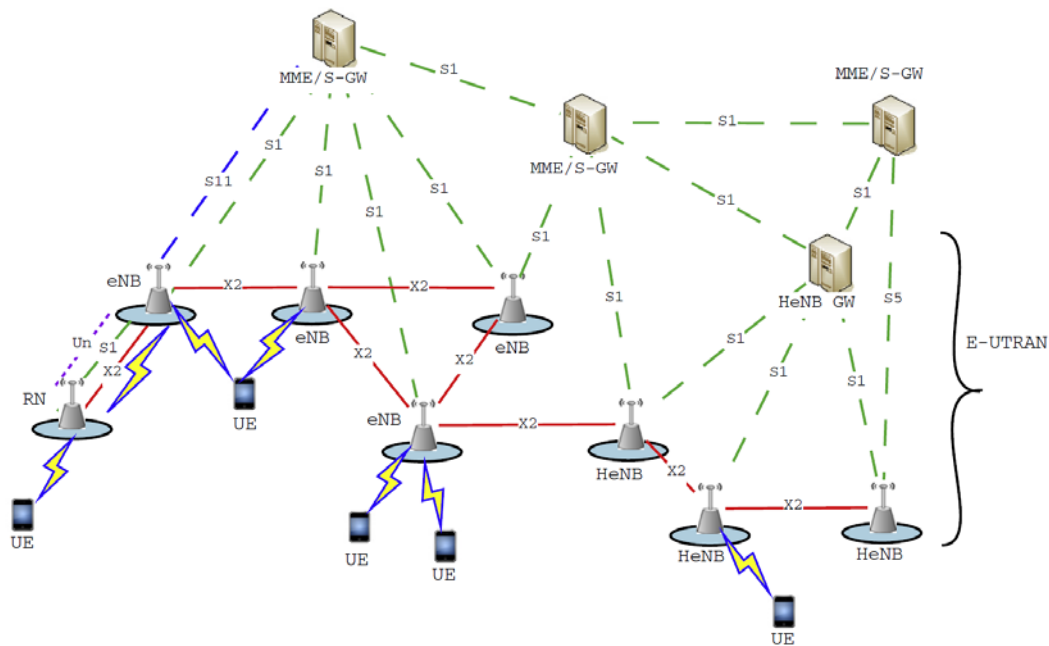 MME/S-GW
S1
MME/S-GW
S1
MME/S-GW
S1
S11
S1
S1
S1
S1
S1
S1
S1
S1
S5
eNB
X2
X2
eNB
eNB
HeNB GW
E-UTRAN
Un
S1
X2
X2
X2
S1
S1
S1
RN
UE
eNB
X2
HeNB
X2
X2
HeNB
HeNB
UE
UE
UE
UE